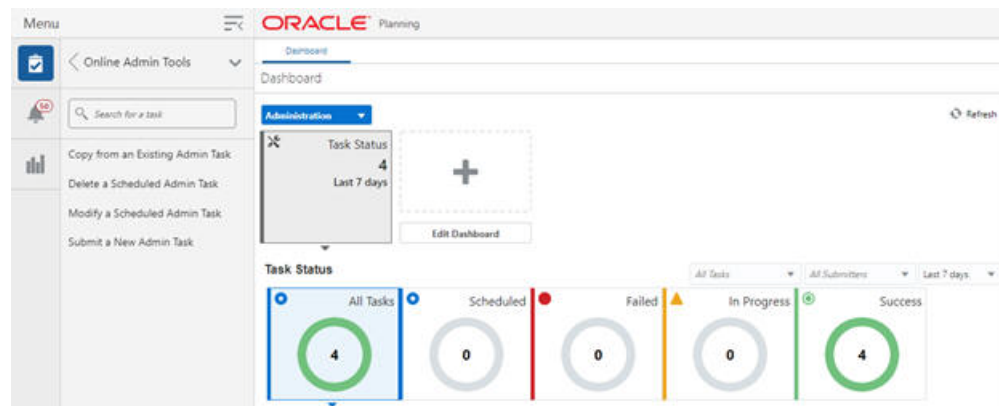 Menu
ORACLE Planning
Dashboard
Online Admin Tools
Dashboard
50
Search for a task
Administration
Refresh
Copy from an Existing Admin Task
Delete a Scheduled Admin Task
Modify a Scheduled Admin Task
Submit a New Admin Task
Task Status
4
Last 7 days
Edit Dashboard
Task Status
All Tasks
All Submitters
Last 7 days
All Tasks
4
Scheduled
0
Failed
0
In Progress
0
Success
4